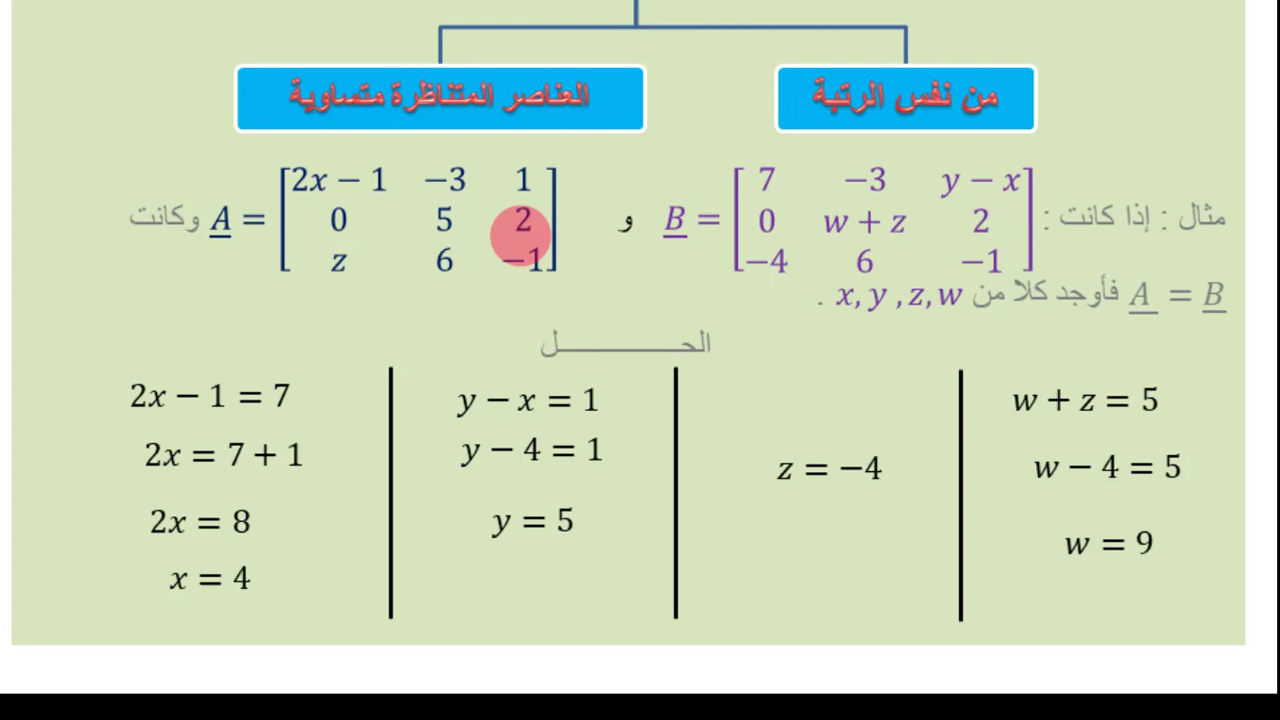 من نفس الرتبة
العناصر المتناظرة متساوية
مثال : إذا كانت : B = [7 −3 y − x; 0 w + z 2; −4 6 −1] و A = [2x − 1 −3 1; 0 5 2; z 6 −1] وكانت
A = B فأوجد كلا من x, y , z, w .
الحـــــــــــــل
2x − 1 = 7
2x = 7 + 1
2x = 8
x = 4
y − x = 1
y − 4 = 1
y = 5
z = −4
w + z = 5
w − 4 = 5
w = 9